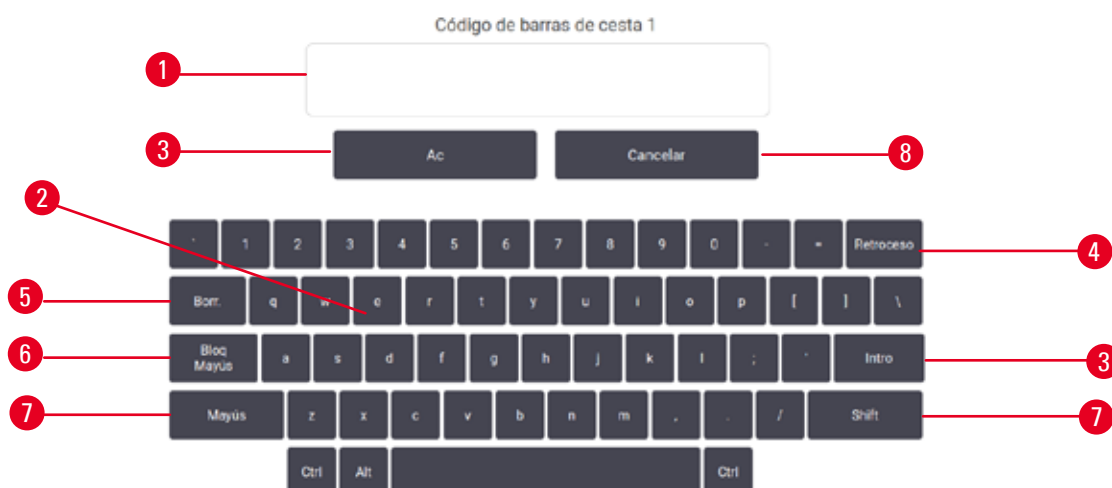 Código de barras de cesta 1
1
3 Ac Cancelar 8
2
` 1 2 3 4 5 6 7 8 9 0 - = Retroceso 4
5 Borr. q w e r t y u i o p [ ] \
6 Bloq
Mayús a s d f g h j k l ; ' Intro 3
7 Mayús z x c v b n m , . / Shift 7
Ctrl Alt Ctrl